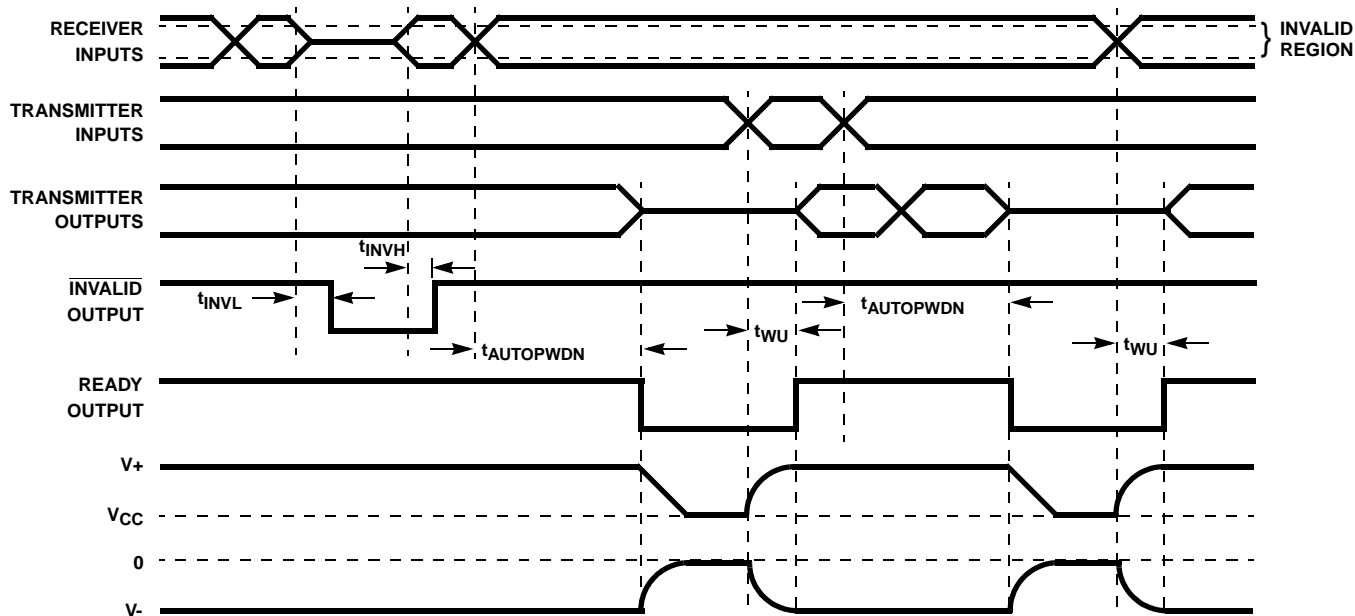 RECEIVER
INPUTS
} INVALID
REGION
TRANSMITTER
INPUTS
TRANSMITTER
OUTPUTS
tINVH
INVALID
OUTPUT
tINVL
tAUTOPWDN
tWU
tAUTOPWDN
tWU
READY
OUTPUT
V+
VCC
0
V-